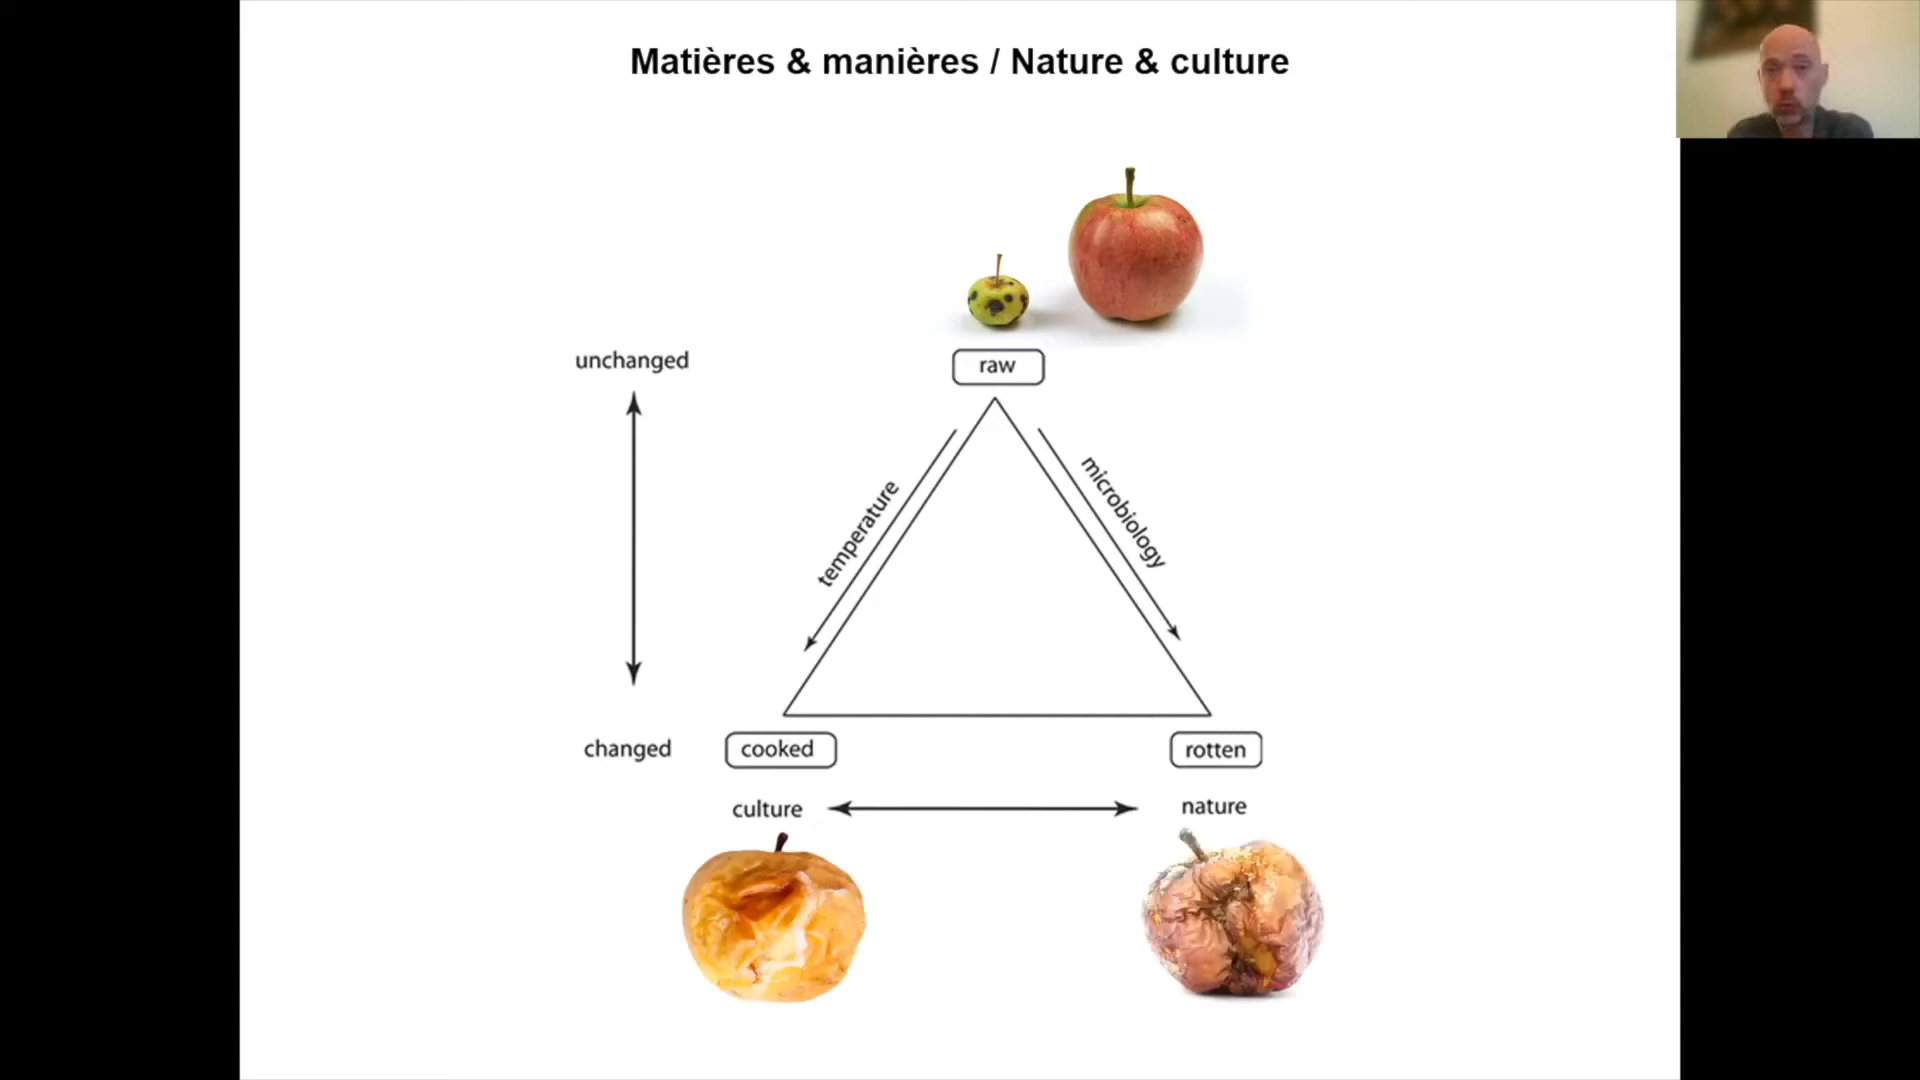 Matières & manières / Nature & culture
unchanged
raw
temperature
microbiology
changed
cooked
rotten
culture
nature